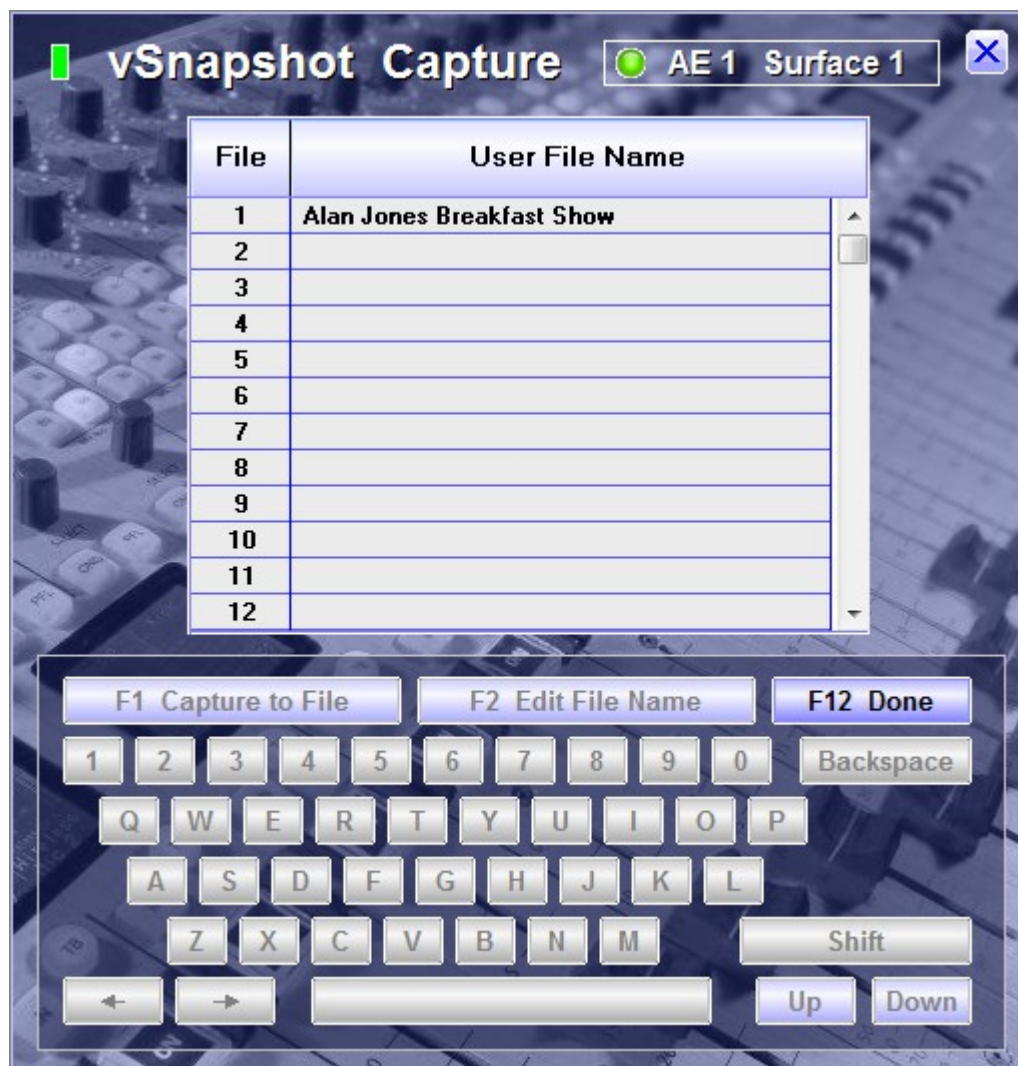 vSnapshot Capture AE 1 Surface 1
File User File Name
1 Alan Jones Breakfast Show
2
3
4
5
6
7
8
9
10
11
12
F1 Capture to File F2 Edit File Name F12 Done
1 2 3 4 5 6 7 8 9 0 Backspace
Q W E R T Y U I O P
A S D F G H J K L
Z X C V B N M Shift
Up Down
ON